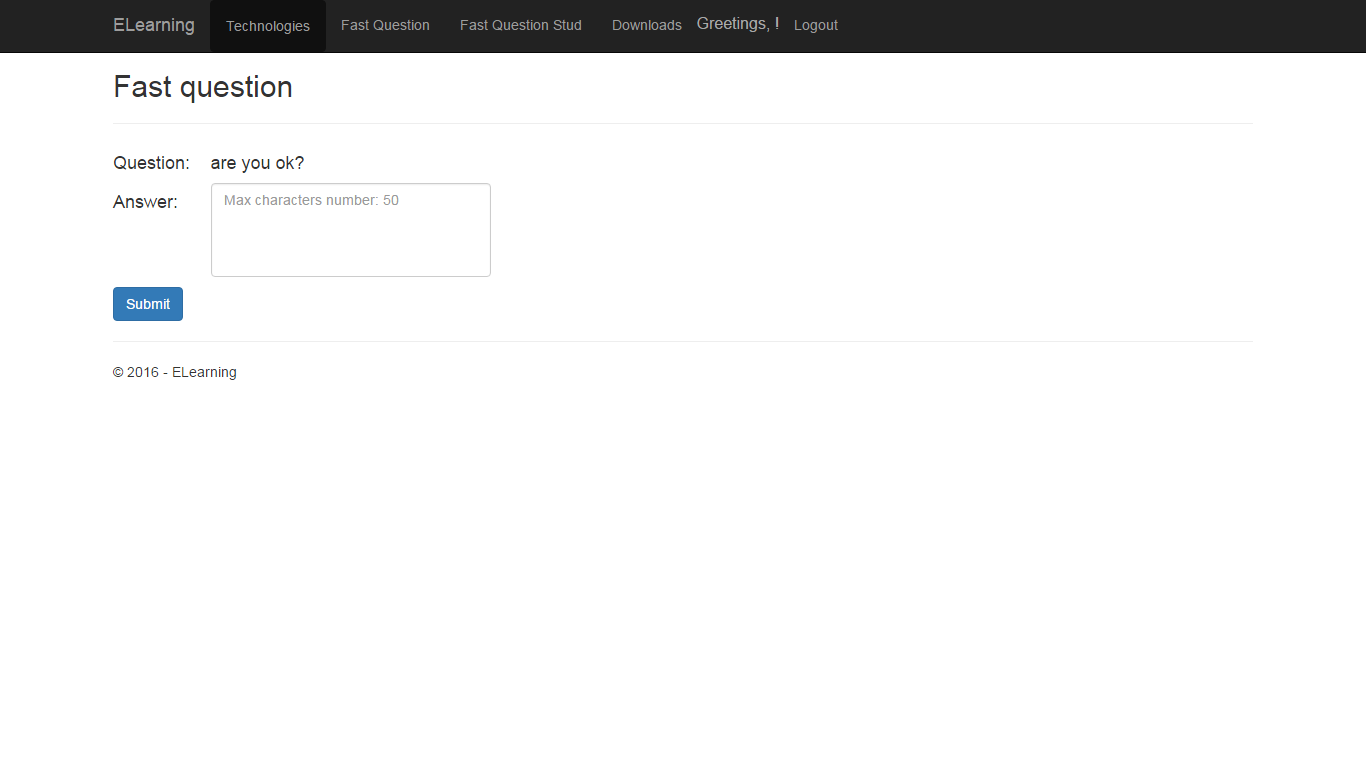 ELearning Technologies Fast Question Fast Question Stud Downloads Greetings, ! Logout
Fast question
Question: are you ok?
Answer: Max characters number: 50
Submit
© 2016 - ELearning